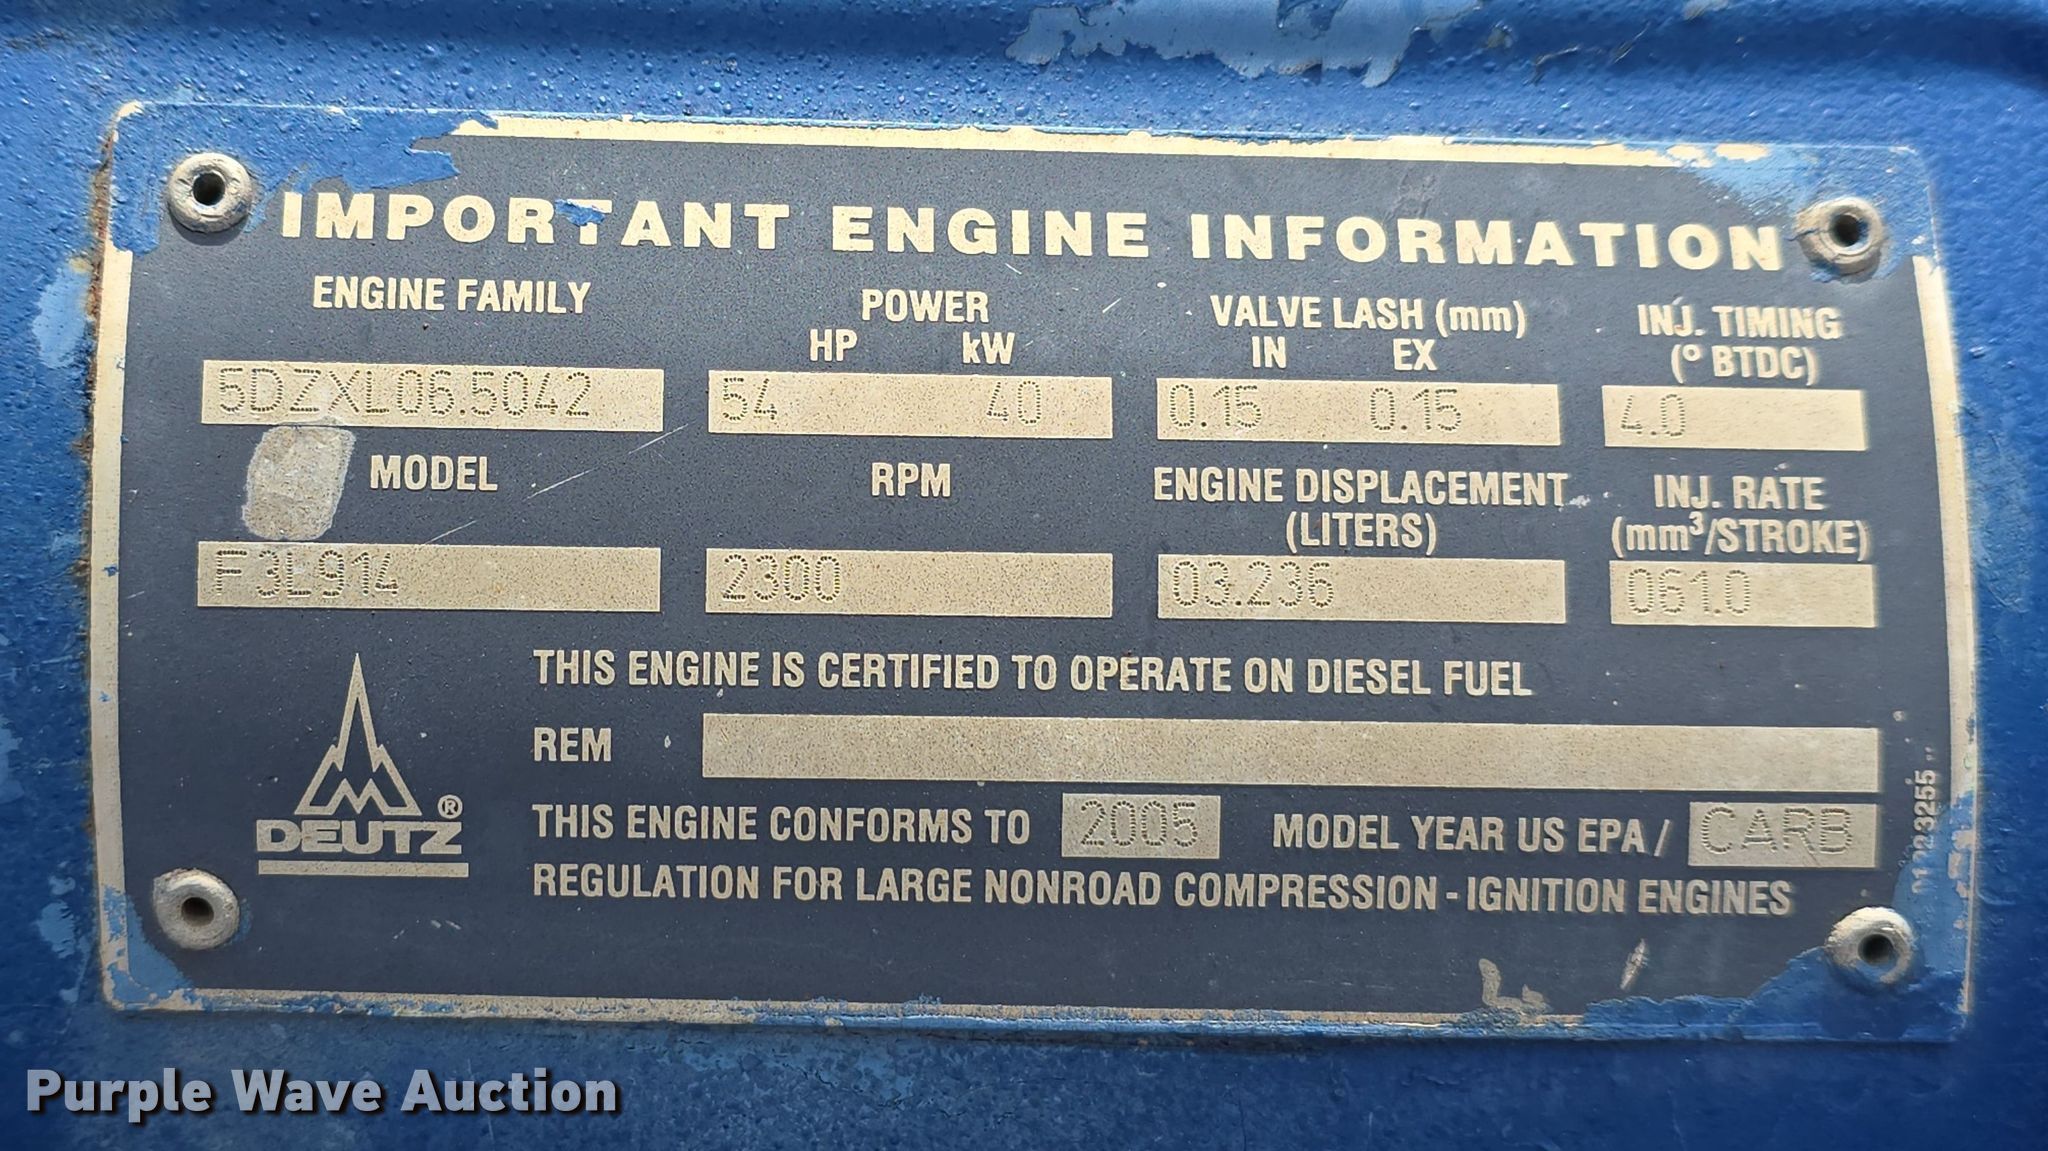 IMPORTANT ENGINE INFORMATION
ENGINE FAMILY POWER VALVE LASH (mm) INJ. TIMING
HP kW IN EX (° BTDC)
5DZXL06.5042 54 40 0.15 0.15 4.0
MODEL RPM ENGINE DISPLACEMENT INJ. RATE
(LITERS) (mm³/STROKE)
F3L914 2300 03.236 061.0
THIS ENGINE IS CERTIFIED TO OPERATE ON DIESEL FUEL
REM
DEUTZ ®
THIS ENGINE CONFORMS TO 2005 MODEL YEAR US EPA / CARB
REGULATION FOR LARGE NONROAD COMPRESSION - IGNITION ENGINES
Purple Wave Auction